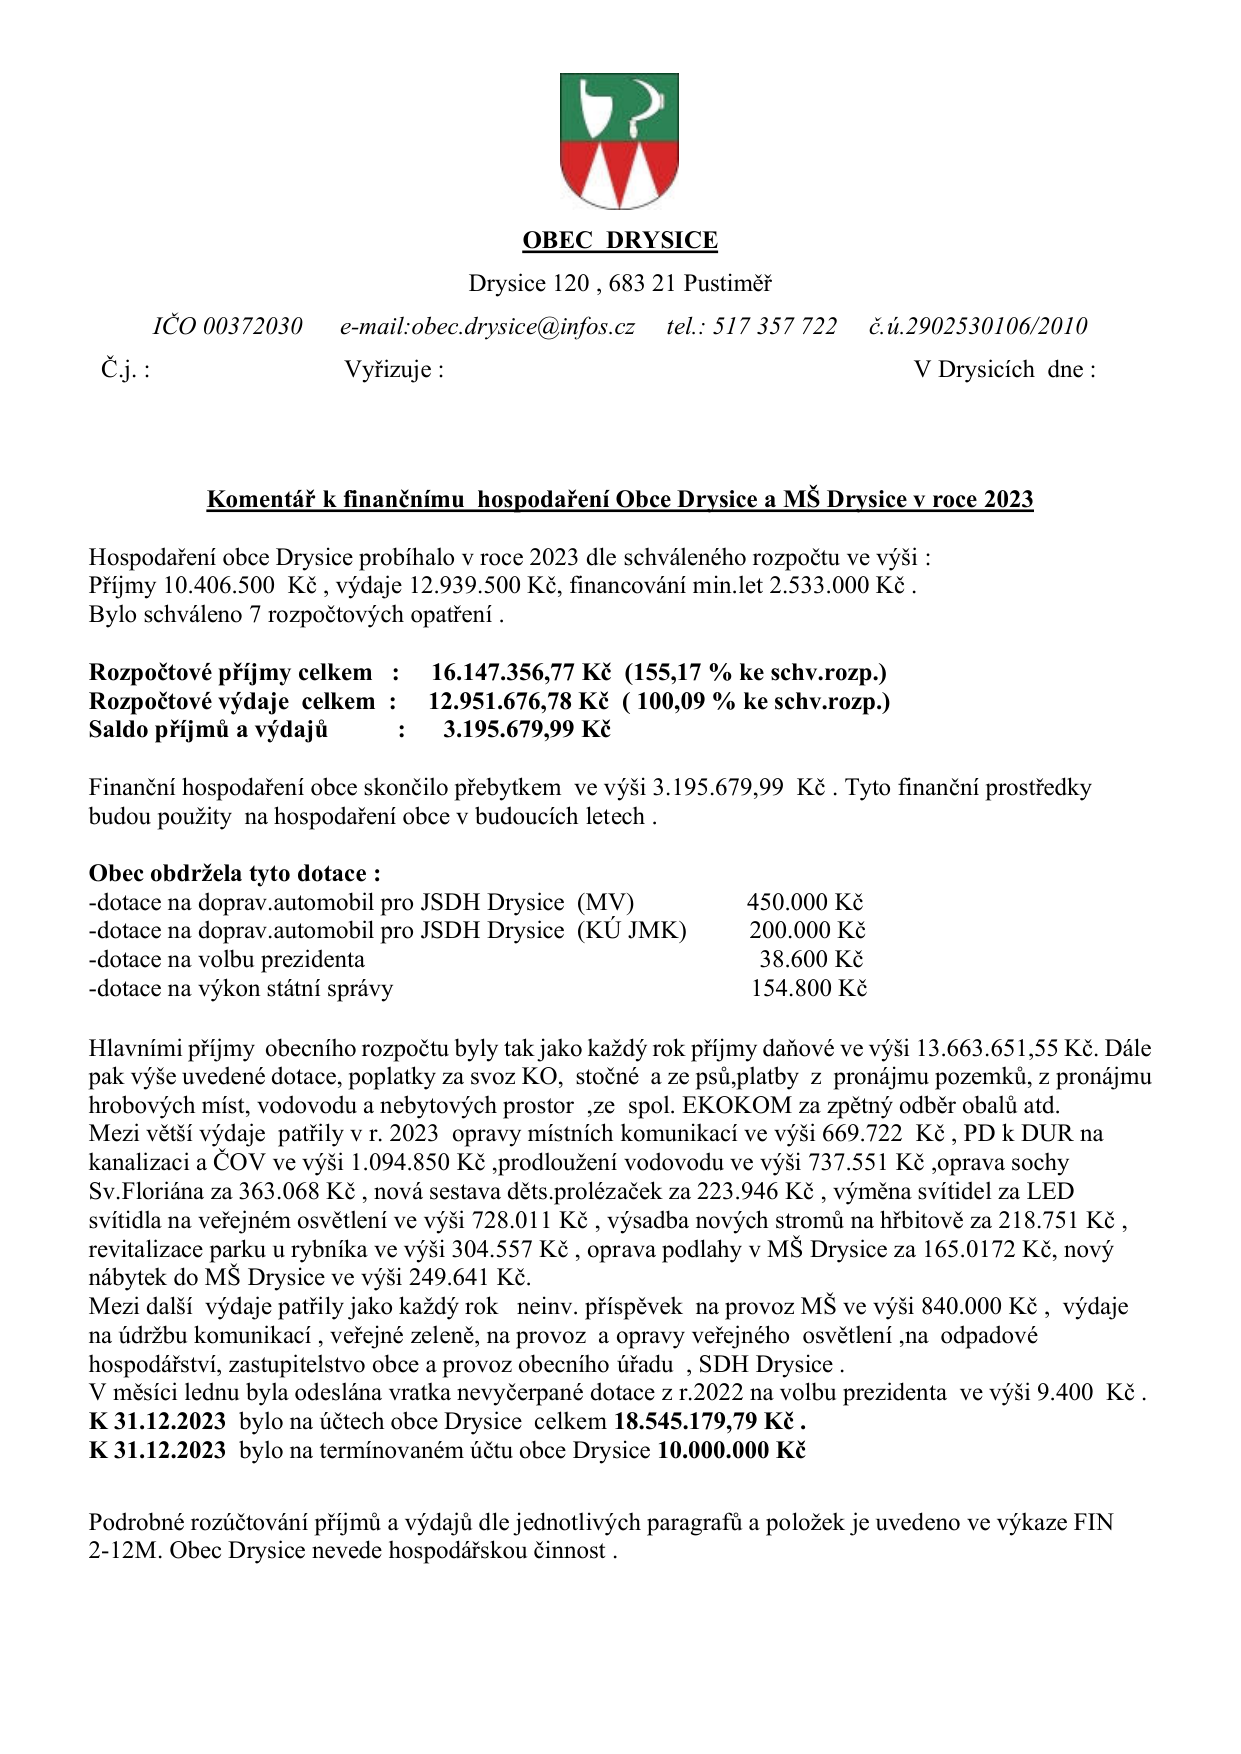 OBEC DRYSICE
Drysice 120 , 683 21 Pustiměř
IČO 00372030 e-mail:obec.drysice@infos.cz tel.: 517 357 722 č.ú.2902530106/2010
Č.j. : Vyřizuje : V Drysicích dne :
Komentář k finančnímu hospodaření Obce Drysice a MŠ Drysice v roce 2023
Hospodaření obce Drysice probíhalo v roce 2023 dle schváleného rozpočtu ve výši :
Příjmy 10.406.500 Kč , výdaje 12.939.500 Kč, financování min.let 2.533.000 Kč .
Bylo schváleno 7 rozpočtových opatření .
Rozpočtové příjmy celkem : 16.147.356,77 Kč (155,17 % ke schv.rozp.)
Rozpočtové výdaje celkem : 12.951.676,78 Kč ( 100,09 % ke schv.rozp.)
Saldo příjmů a výdajů : 3.195.679,99 Kč
Finanční hospodaření obce skončilo přebytkem ve výši 3.195.679,99 Kč . Tyto finanční prostředky
budou použity na hospodaření obce v budoucích letech .
Obec obdržela tyto dotace :
-dotace na doprav.automobil pro JSDH Drysice (MV) 450.000 Kč
-dotace na doprav.automobil pro JSDH Drysice (KÚ JMK) 200.000 Kč
-dotace na volbu prezidenta 38.600 Kč
-dotace na výkon státní správy 154.800 Kč
Hlavními příjmy obecního rozpočtu byly tak jako každý rok příjmy daňové ve výši 13.663.651,55 Kč. Dále
pak výše uvedené dotace, poplatky za svoz KO, stočné a ze psů,platby z pronájmu pozemků, z pronájmu
hrobových míst, vodovodu a nebytových prostor ,ze spol. EKOKOM za zpětný odběr obalů atd.
Mezi větší výdaje patřily v r. 2023 opravy místních komunikací ve výši 669.722 Kč , PD k DUR na
kanalizaci a ČOV ve výši 1.094.850 Kč ,prodloužení vodovodu ve výši 737.551 Kč ,oprava sochy
Sv.Floriána za 363.068 Kč , nová sestava děts.prolézaček za 223.946 Kč , výměna svítidel za LED
svítidla na veřejném osvětlení ve výši 728.011 Kč , výsadba nových stromů na hřbitově za 218.751 Kč ,
revitalizace parku u rybníka ve výši 304.557 Kč , oprava podlahy v MŠ Drysice za 165.0172 Kč, nový
nábytek do MŠ Drysice ve výši 249.641 Kč.
Mezi další výdaje patřily jako každý rok neinv. příspěvek na provoz MŠ ve výši 840.000 Kč , výdaje
na údržbu komunikací , veřejné zeleně, na provoz a opravy veřejného osvětlení ,na odpadové
hospodářství, zastupitelstvo obce a provoz obecního úřadu , SDH Drysice .
V měsíci lednu byla odeslána vratka nevyčerpané dotace z r.2022 na volbu prezidenta ve výši 9.400 Kč .
K 31.12.2023 bylo na účtech obce Drysice celkem 18.545.179,79 Kč .
K 31.12.2023 bylo na termínovaném účtu obce Drysice 10.000.000 Kč
Podrobné rozúčtování příjmů a výdajů dle jednotlivých paragrafů a položek je uvedeno ve výkaze FIN
2-12M. Obec Drysice nevede hospodářskou činnost .